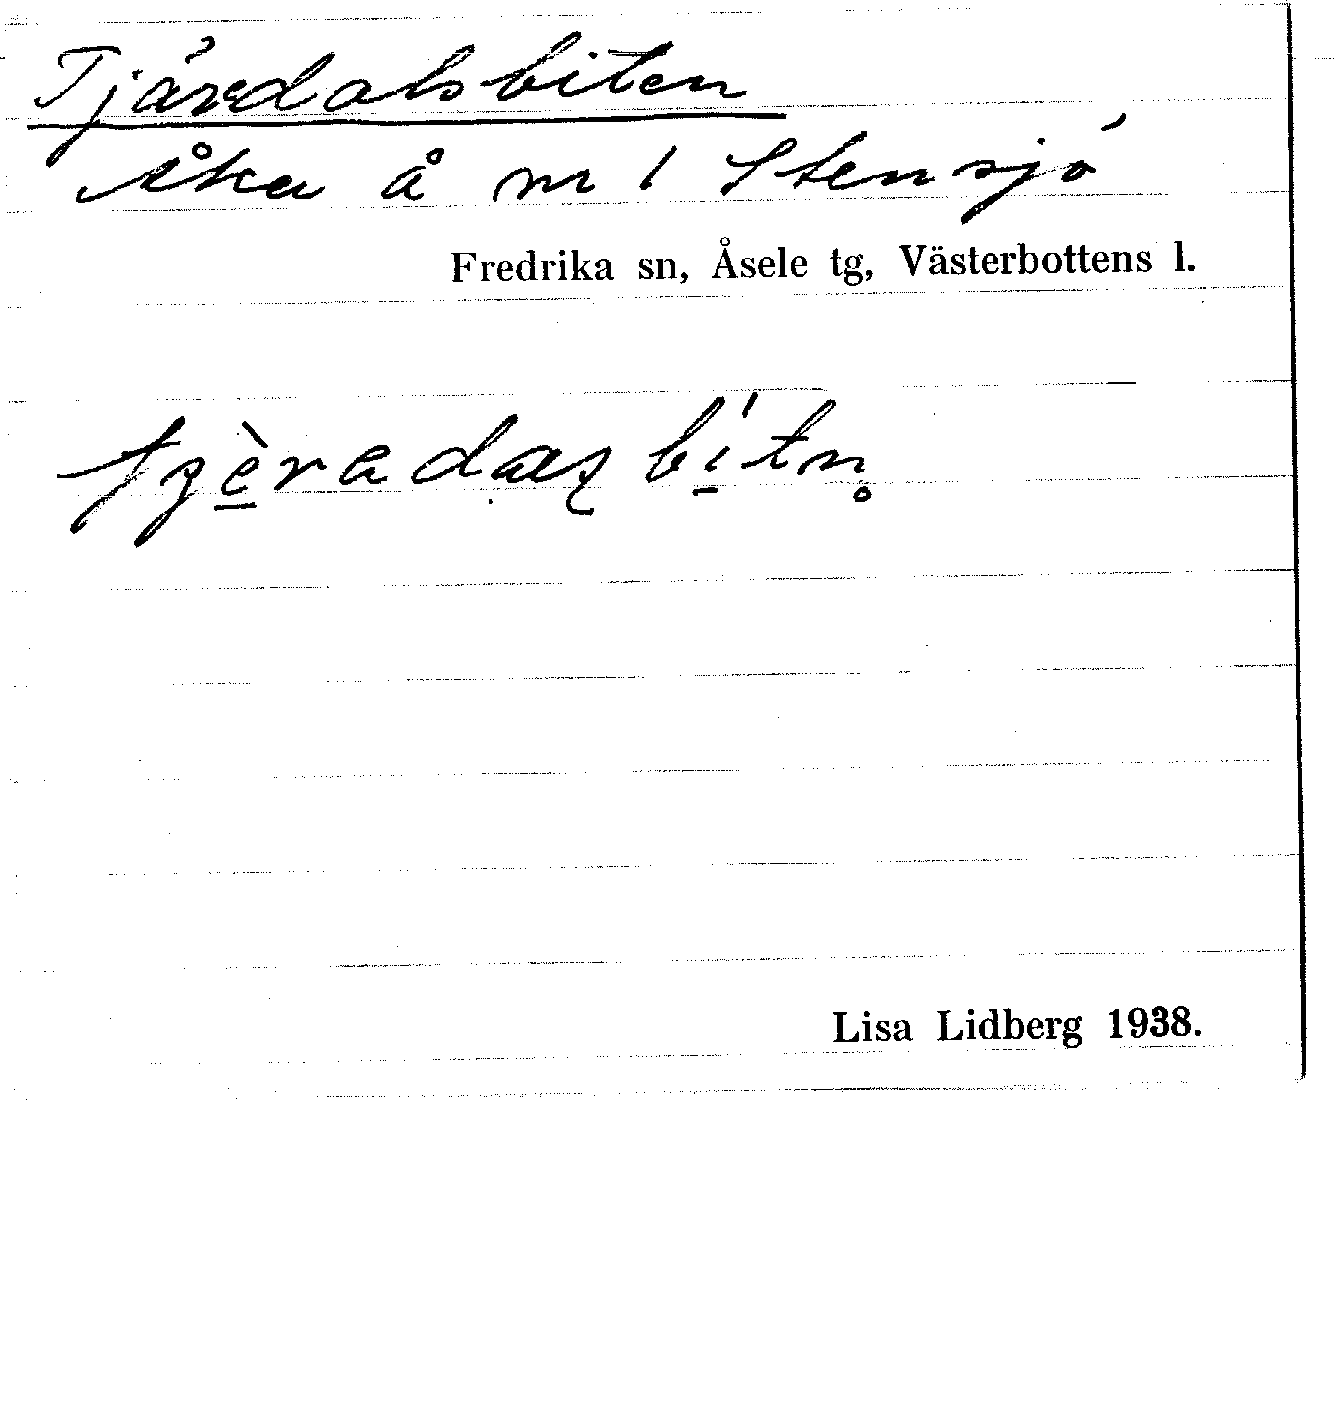 Tjärdalsbiten
åker å nr 1 Stensjö
Fredrika sn, Åsele tg, Västerbottens l.
Lisa Lidberg 1938.